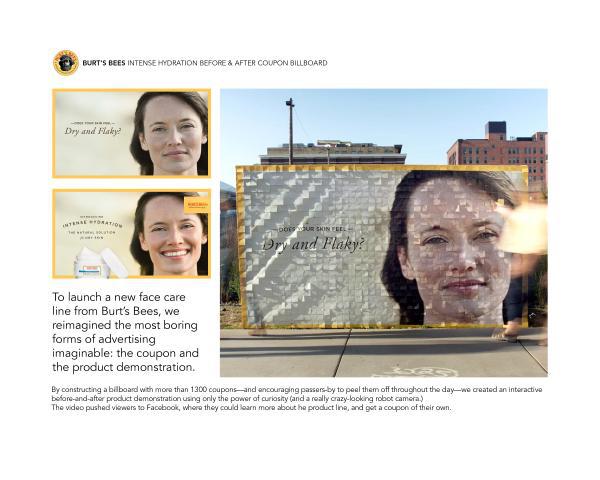 BURT'S BEES INTENSE HYDRATION BEFORE & AFTER COUPON BILLBOARD
—DOES YOUR SKIN FEEL—
Dry and Flaky?
INTRODUCING
INTENSE HYDRATION
THE NATURAL SOLUTION
TO DRY SKIN
—DOES YOUR SKIN FEEL—
Dry and Flaky?
To launch a new face care
line from Burt's Bees, we
reimagined the most boring
forms of advertising
imaginable: the coupon and
the product demonstration.
By constructing a billboard with more than 1300 coupons—and encouraging passers-by to peel them off throughout the day—we created an interactive
before-and-after product demonstration using only the power of curiosity (and a really crazy-looking robot camera.)
The video pushed viewers to Facebook, where they could learn more about he product line, and get a coupon of their own.